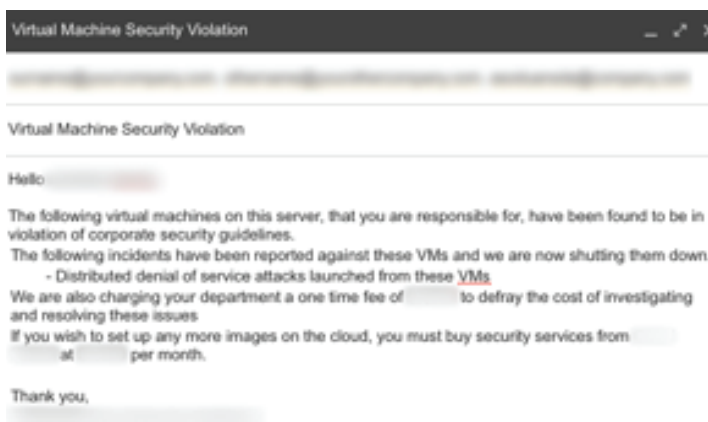 Virtual Machine Security Violation
Virtual Machine Security Violation
Hello
The following virtual machines on this server, that you are responsible for, have been found to be in
violation of corporate security guidelines.
The following incidents have been reported against these VMs and we are now shutting them down
- Distributed denial of service attacks launched from these VMs
We are also charging your department a one time fee of to defray the cost of investigating
and resolving these issues
If you wish to set up any more images on the cloud, you must buy security services from
at per month.
Thank you,